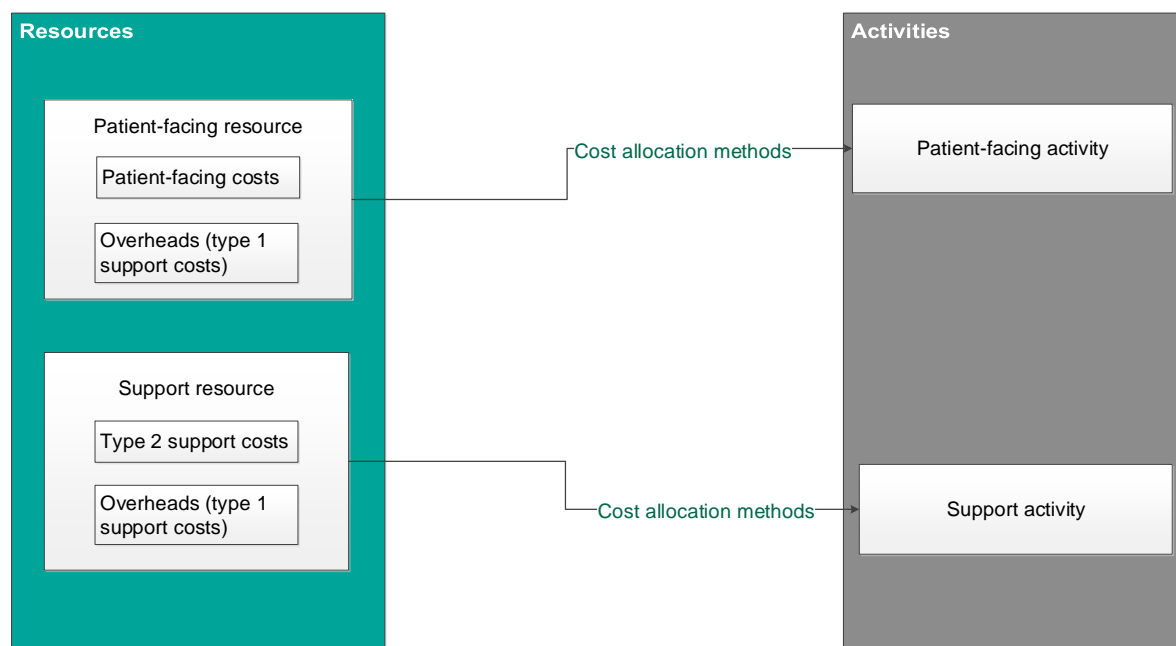 Resources
Patient-facing resource
Patient-facing costs
Overheads (type 1
support costs)
Support resource
Type 2 support costs
Overheads (type 1
support costs)
Cost allocation methods
Cost allocation methods
Activities
Patient-facing activity
Support activity